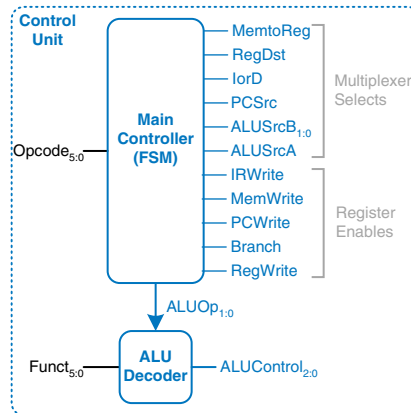 Control
Unit
MemtoReg
RegDst
IorD
PCSrc
ALUSrcB1:0
ALUSrcA
Multiplexer
Selects
Main
Controller
(FSM)
Opcode5:0
IRWrite
MemWrite
PCWrite
Branch
RegWrite
Register
Enables
ALUOp1:0
ALU
Decoder
Funct5:0
ALUControl2:0